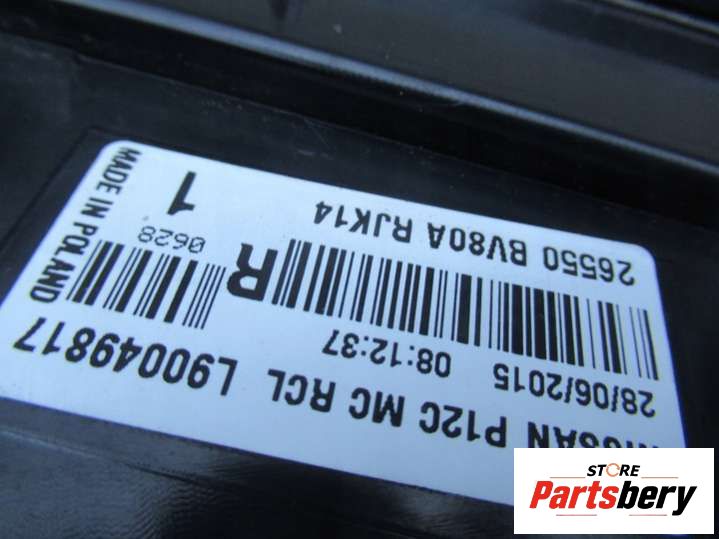 NISSAN P12C MC RCL L90049817
28/06/2015 08:12:37
R
0628
1
26550 BV80A RJK14
MADE IN POLAND
STORE
Partsbery